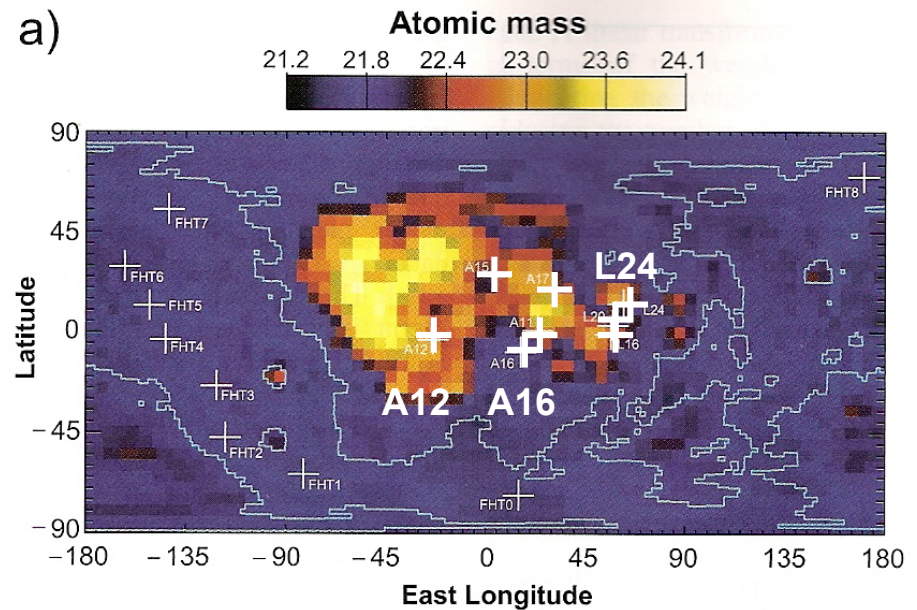 a)
Atomic mass
21.2 21.8 22.4 23.0 23.6 24.1
90
45
0
−45
−90
Latitude
FHT8
FHT7
FHT6
FHT5
FHT4
FHT3
FHT2
FHT1
FHT0
A15
A17
L24
L20
L24
A11
A12
A16
L16
A12
A16
−180 −135 −90 −45 0 45 90 135 180
East Longitude